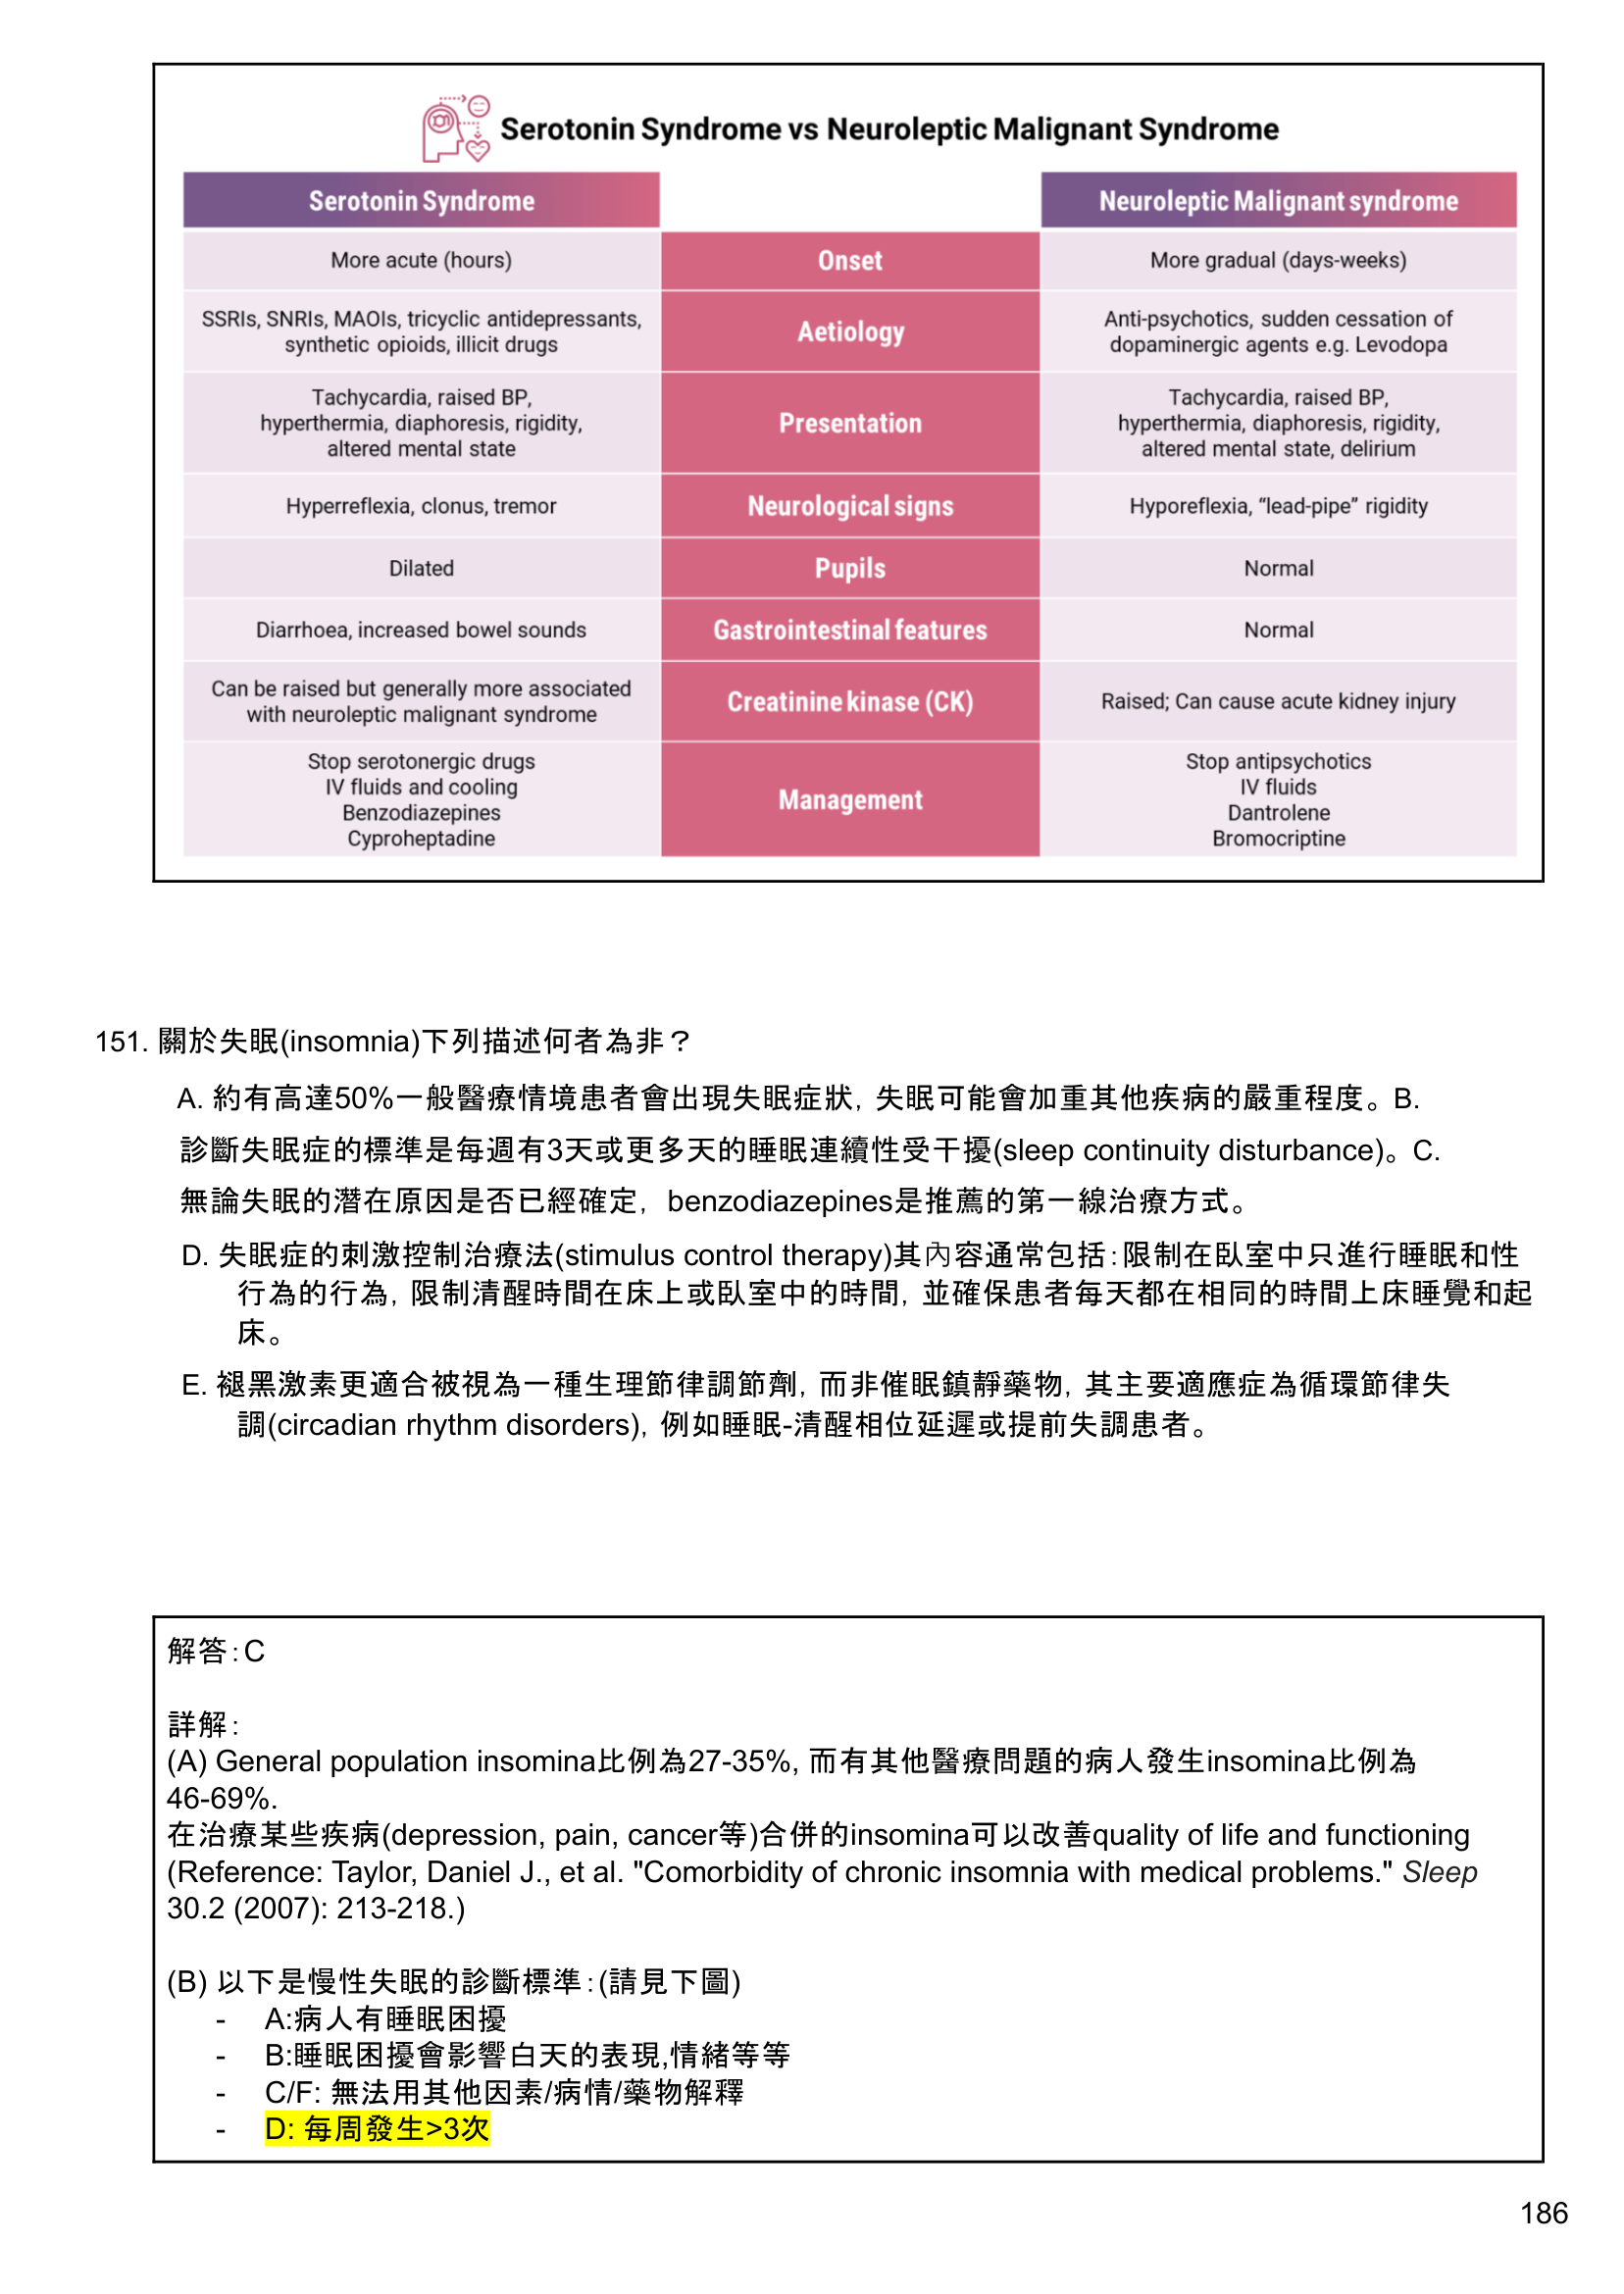 Serotonin Syndrome vs Neuroleptic Malignant Syndrome
Serotonin Syndrome
Neuroleptic Malignant syndrome
More acute (hours)
Onset
More gradual (days-weeks)
SSRIs, SNRIs, MAOIs, tricyclic antidepressants,
synthetic opioids, illicit drugs
Aetiology
Anti-psychotics, sudden cessation of
dopaminergic agents e.g. Levodopa
Tachycardia, raised BP,
hyperthermia, diaphoresis, rigidity,
altered mental state
Presentation
Tachycardia, raised BP,
hyperthermia, diaphoresis, rigidity,
altered mental state, delirium
Hyperreflexia, clonus, tremor
Neurological signs
Hyporeflexia, “lead-pipe” rigidity
Dilated
Pupils
Normal
Diarrhoea, increased bowel sounds
Gastrointestinal features
Normal
Can be raised but generally more associated
with neuroleptic malignant syndrome
Creatinine kinase (CK)
Raised; Can cause acute kidney injury
Stop serotonergic drugs
IV fluids and cooling
Benzodiazepines
Cyproheptadine
Management
Stop antipsychotics
IV fluids
Dantrolene
Bromocriptine
151. 關於失眠(insomnia)下列描述何者為非？
A. 約有高達50%一般醫療情境患者會出現失眠症狀，失眠可能會加重其他疾病的嚴重程度。B.
診斷失眠症的標準是每週有3天或更多天的睡眠連續性受干擾(sleep continuity disturbance)。C.
無論失眠的潛在原因是否已經確定，benzodiazepines是推薦的第一線治療方式。
D. 失眠症的刺激控制治療法(stimulus control therapy)其內容通常包括：限制在臥室中只進行睡眠和性
行為的行為，限制清醒時間在床上或臥室中的時間，並確保患者每天都在相同的時間上床睡覺和起
床。
E. 褪黑激素更適合被視為一種生理節律調節劑，而非催眠鎮靜藥物，其主要適應症為循環節律失
調(circadian rhythm disorders)，例如睡眠-清醒相位延遲或提前失調患者。
解答：C
詳解：
(A) General population insomina比例為27-35%, 而有其他醫療問題的病人發生insomina比例為
46-69%.
在治療某些疾病(depression, pain, cancer等)合併的insomina可以改善quality of life and functioning
(Reference: Taylor, Daniel J., et al. "Comorbidity of chronic insomnia with medical problems." Sleep
30.2 (2007): 213-218.)
(B) 以下是慢性失眠的診斷標準：(請見下圖)
- A:病人有睡眠困擾
- B:睡眠困擾會影響白天的表現,情緒等等
- C/F: 無法用其他因素/病情/藥物解釋
- D: 每周發生>3次
186